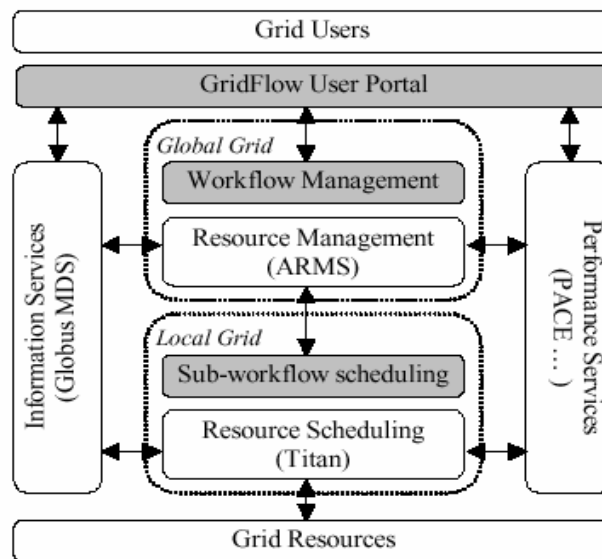 Grid Users
GridFlow User Portal
Global Grid
Workflow Management
Resource Management
(ARMS)
Information Services
(Globus MDS)
Performance Services
(PACE ... )
Local Grid
Sub-workflow scheduling
Resource Scheduling
(Titan)
Grid Resources